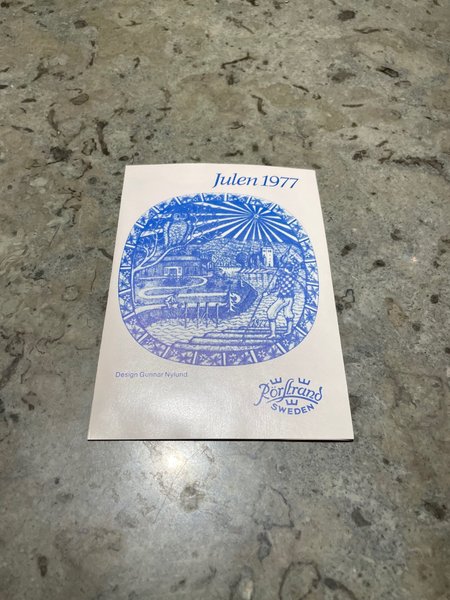 Julen 1977
Design Gunnar Nylund
Rörstrand
SWEDEN